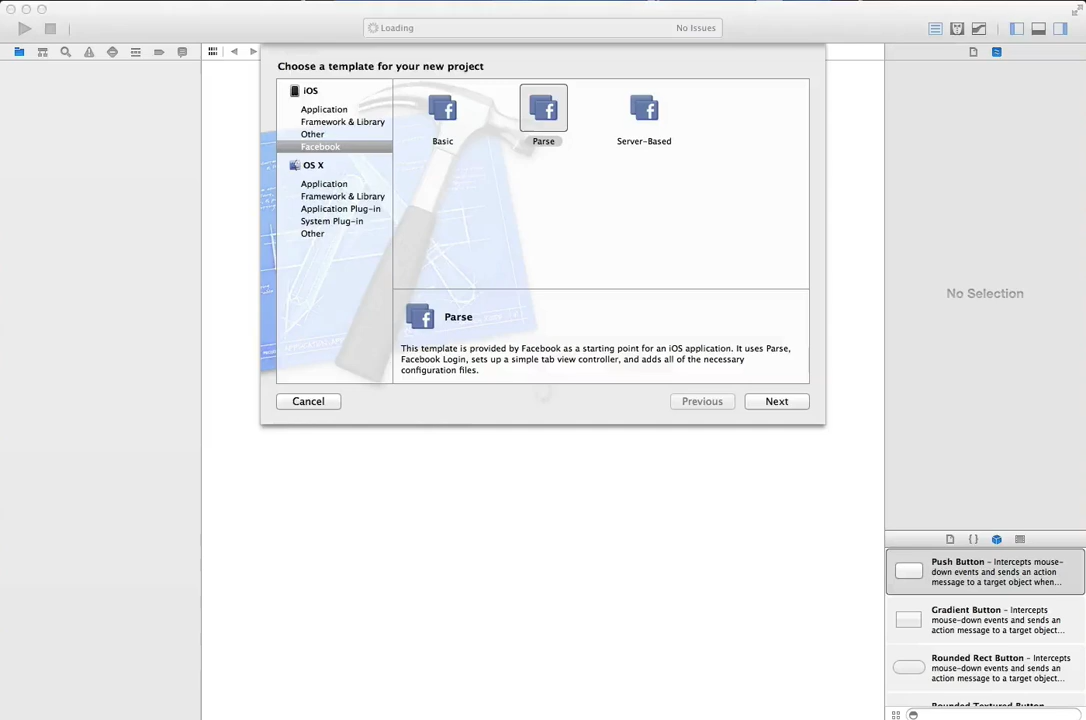 Loading
No Issues
Choose a template for your new project
iOS
Application
Framework & Library
Other
Facebook
OS X
Application
Framework & Library
Application Plug-in
System Plug-in
Other
Basic
Parse
Server-Based
Parse
This template is provided by Facebook as a starting point for an iOS application. It uses Parse,
Facebook Login, sets up a simple tab view controller, and adds all of the necessary
configuration files.
Cancel
Previous
Next
No Selection
Push Button – Intercepts mouse-
down events and sends an action
message to a target object when...
Gradient Button – Intercepts
mouse-down events and sends an
action message to a target object...
Rounded Rect Button – Intercepts
mouse-down events and sends an
action message to a target object...
Rounded Textured Button